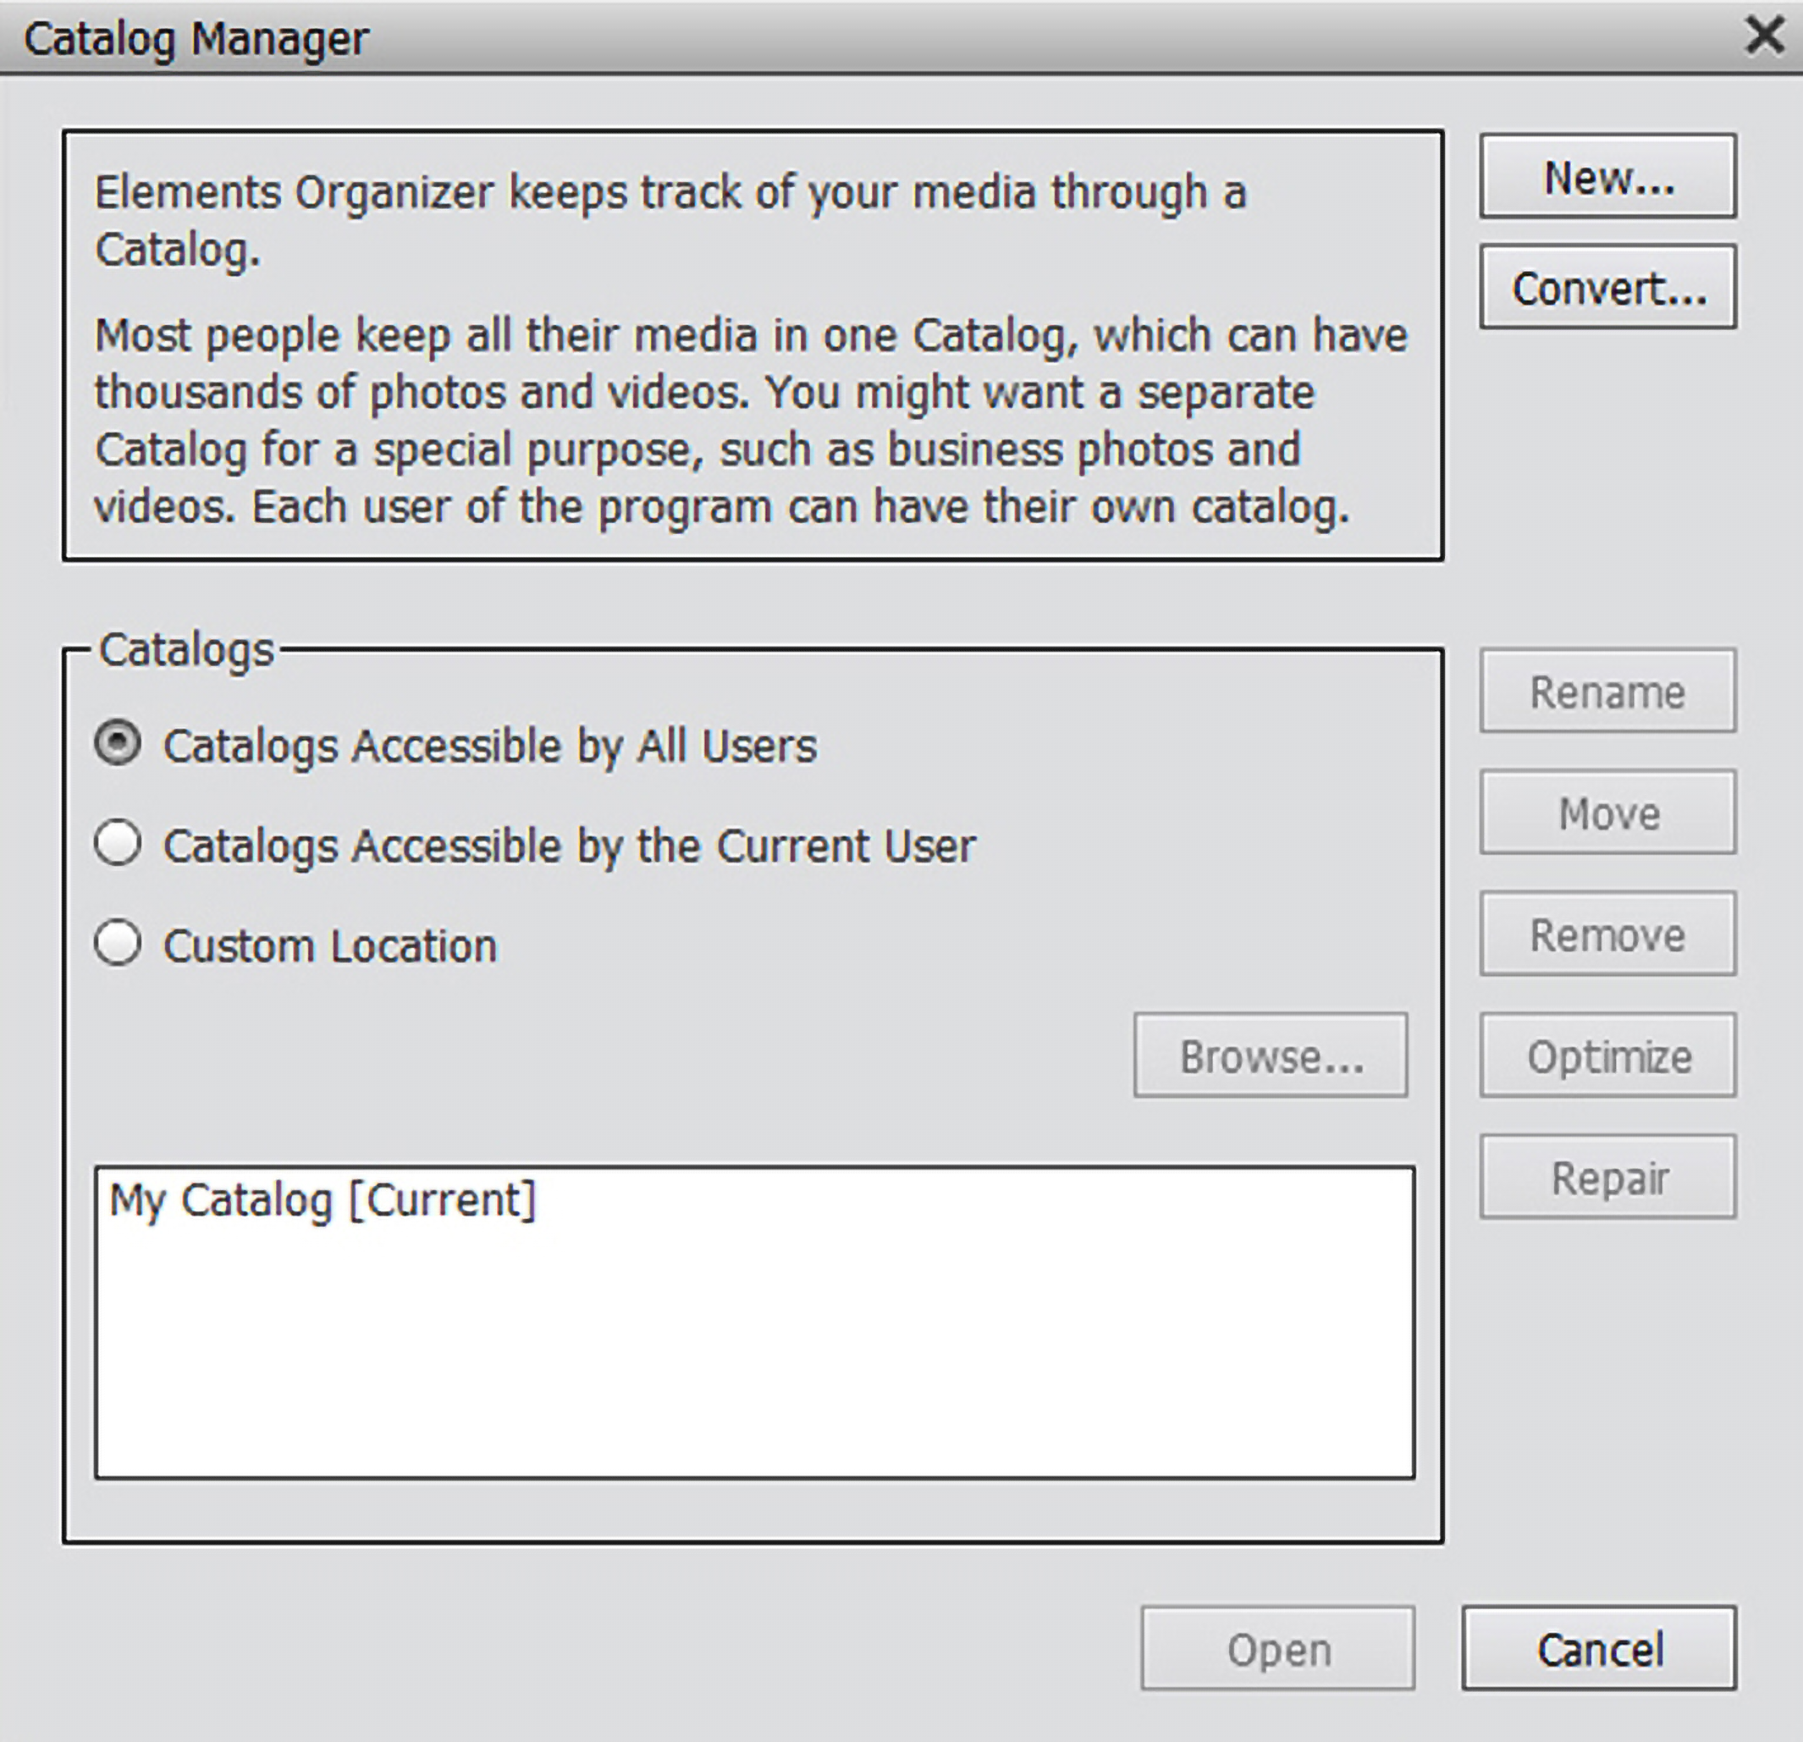 Catalog Manager
Elements Organizer keeps track of your media through a
Catalog.
Most people keep all their media in one Catalog, which can have
thousands of photos and videos. You might want a separate
Catalog for a special purpose, such as business photos and
videos. Each user of the program can have their own catalog.
New...
Convert...
Catalogs
Catalogs Accessible by All Users
Catalogs Accessible by the Current User
Custom Location
Browse...
My Catalog [Current]
Rename
Move
Remove
Optimize
Repair
Open
Cancel